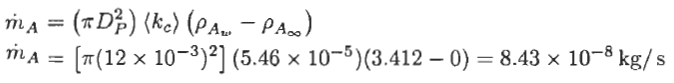 ṁ_A = (πD_P^2) ⟨k_c⟩ (ρ_{A_w} − ρ_{A_∞})
ṁ_A = [π(12 × 10^{−3})^2] (5.46 × 10^{−5})(3.412 − 0) = 8.43 × 10^{−8} kg/s